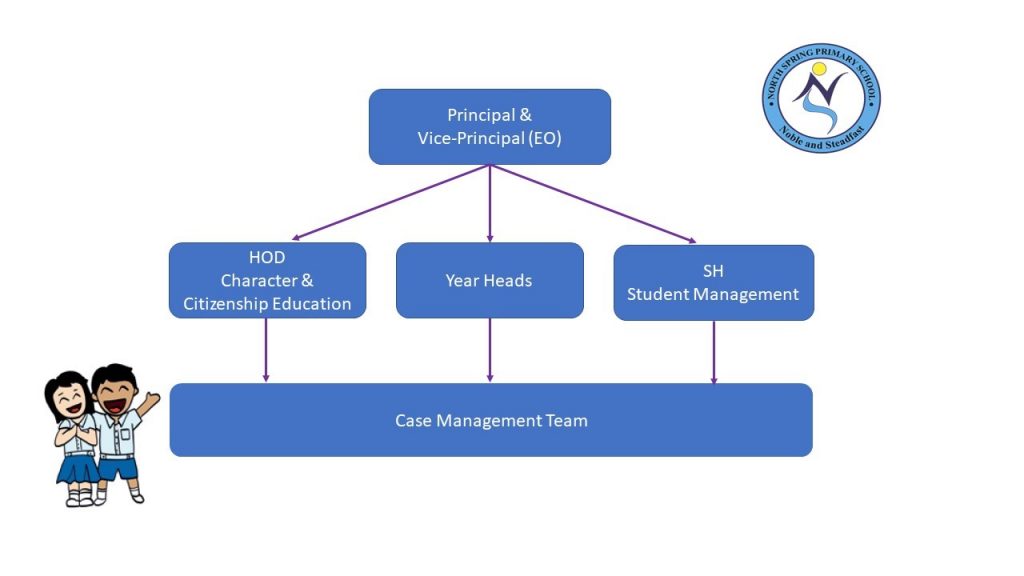 NORTH SPRING PRIMARY SCHOOL
Noble and Steadfast
Principal &
Vice-Principal (EO)
HOD
Character &
Citizenship Education
Year Heads
SH
Student Management
Case Management Team